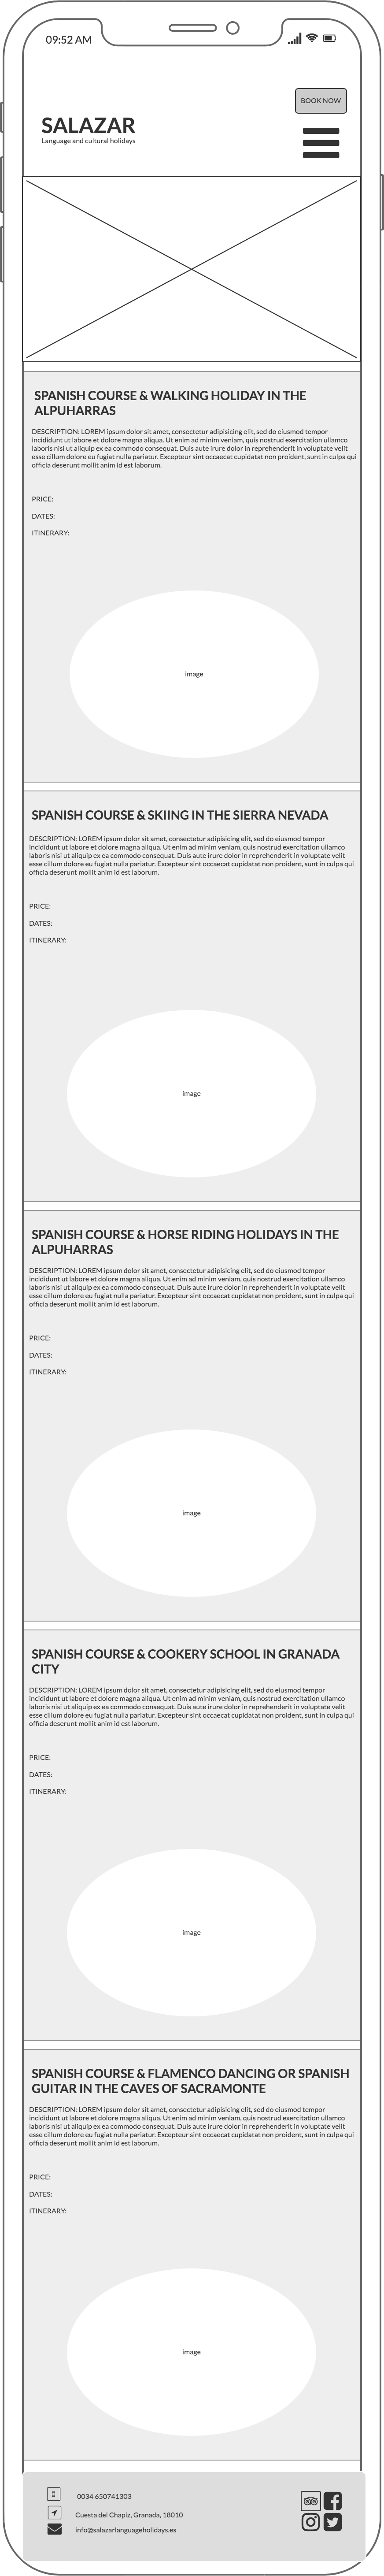 09:52 AM
BOOK NOW
SALAZAR
Language and cultural holidays
SPANISH COURSE & WALKING HOLIDAY IN THE
ALPUHARRAS
DESCRIPTION: LOREM ipsum dolor sit amet, consectetur adipisicing elit, sed do eiusmod tempor
incididunt ut labore et dolore magna aliqua. Ut enim ad minim veniam, quis nostrud exercitation ullamco
laboris nisi ut aliquip ex ea commodo consequat. Duis aute irure dolor in reprehenderit in voluptate velit
esse cillum dolore eu fugiat nulla pariatur. Excepteur sint occaecat cupidatat non proident, sunt in culpa qui
officia deserunt mollit anim id est laborum.
PRICE:
DATES:
ITINERARY:
image
SPANISH COURSE & SKIING IN THE SIERRA NEVADA
DESCRIPTION: LOREM ipsum dolor sit amet, consectetur adipisicing elit, sed do eiusmod tempor
incididunt ut labore et dolore magna aliqua. Ut enim ad minim veniam, quis nostrud exercitation ullamco
laboris nisi ut aliquip ex ea commodo consequat. Duis aute irure dolor in reprehenderit in voluptate velit
esse cillum dolore eu fugiat nulla pariatur. Excepteur sint occaecat cupidatat non proident, sunt in culpa qui
officia deserunt mollit anim id est laborum.
PRICE:
DATES:
ITINERARY:
image
SPANISH COURSE & HORSE RIDING HOLIDAYS IN THE
ALPUHARRAS
DESCRIPTION: LOREM ipsum dolor sit amet, consectetur adipisicing elit, sed do eiusmod tempor
incididunt ut labore et dolore magna aliqua. Ut enim ad minim veniam, quis nostrud exercitation ullamco
laboris nisi ut aliquip ex ea commodo consequat. Duis aute irure dolor in reprehenderit in voluptate velit
esse cillum dolore eu fugiat nulla pariatur. Excepteur sint occaecat cupidatat non proident, sunt in culpa qui
officia deserunt mollit anim id est laborum.
PRICE:
DATES:
ITINERARY:
image
SPANISH COURSE & COOKERY SCHOOL IN GRANADA
CITY
DESCRIPTION: LOREM ipsum dolor sit amet, consectetur adipisicing elit, sed do eiusmod tempor
incididunt ut labore et dolore magna aliqua. Ut enim ad minim veniam, quis nostrud exercitation ullamco
laboris nisi ut aliquip ex ea commodo consequat. Duis aute irure dolor in reprehenderit in voluptate velit
esse cillum dolore eu fugiat nulla pariatur. Excepteur sint occaecat cupidatat non proident, sunt in culpa qui
officia deserunt mollit anim id est laborum.
PRICE:
DATES:
ITINERARY:
image
SPANISH COURSE & FLAMENCO DANCING OR SPANISH
GUITAR IN THE CAVES OF SACRAMONTE
DESCRIPTION: LOREM ipsum dolor sit amet, consectetur adipisicing elit, sed do eiusmod tempor
incididunt ut labore et dolore magna aliqua. Ut enim ad minim veniam, quis nostrud exercitation ullamco
laboris nisi ut aliquip ex ea commodo consequat. Duis aute irure dolor in reprehenderit in voluptate velit
esse cillum dolore eu fugiat nulla pariatur. Excepteur sint occaecat cupidatat non proident, sunt in culpa qui
officia deserunt mollit anim id est laborum.
PRICE:
DATES:
ITINERARY:
image
0034 650741303
Cuesta del Chapiz, Granada, 18010
info@salazarlanguageholidays.es